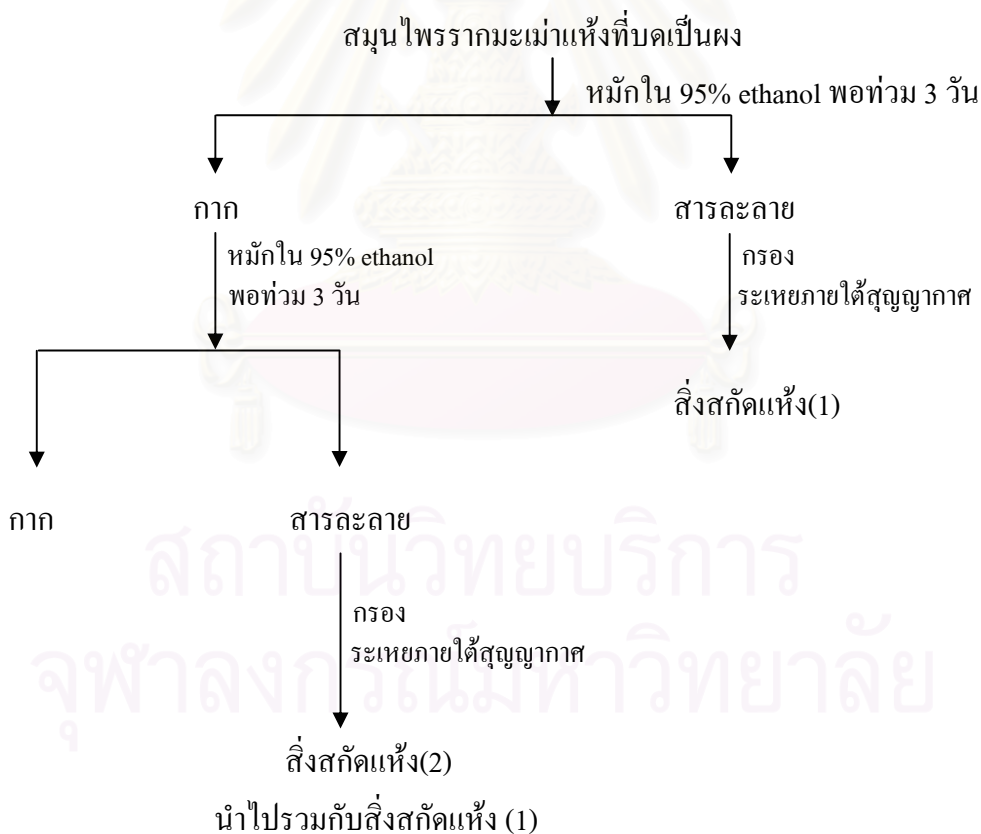 สมุนไพรรากมะเม่าแห้งที่บดเป็นผง
หมักใน 95% ethanol พอท่วม 3 วัน
กาก
สารละลาย
หมักใน 95% ethanol
พอท่วม 3 วัน
กรอง
ระเหยภายใต้สุญญากาศ
สิ่งสกัดแห้ง(1)
กาก
สารละลาย
กรอง
ระเหยภายใต้สุญญากาศ
สิ่งสกัดแห้ง(2)
นำไปรวมกับสิ่งสกัดแห้ง (1)
สถาบันวิทยบริการ
จุฬาลงกรณ์มหาวิทยาลัย